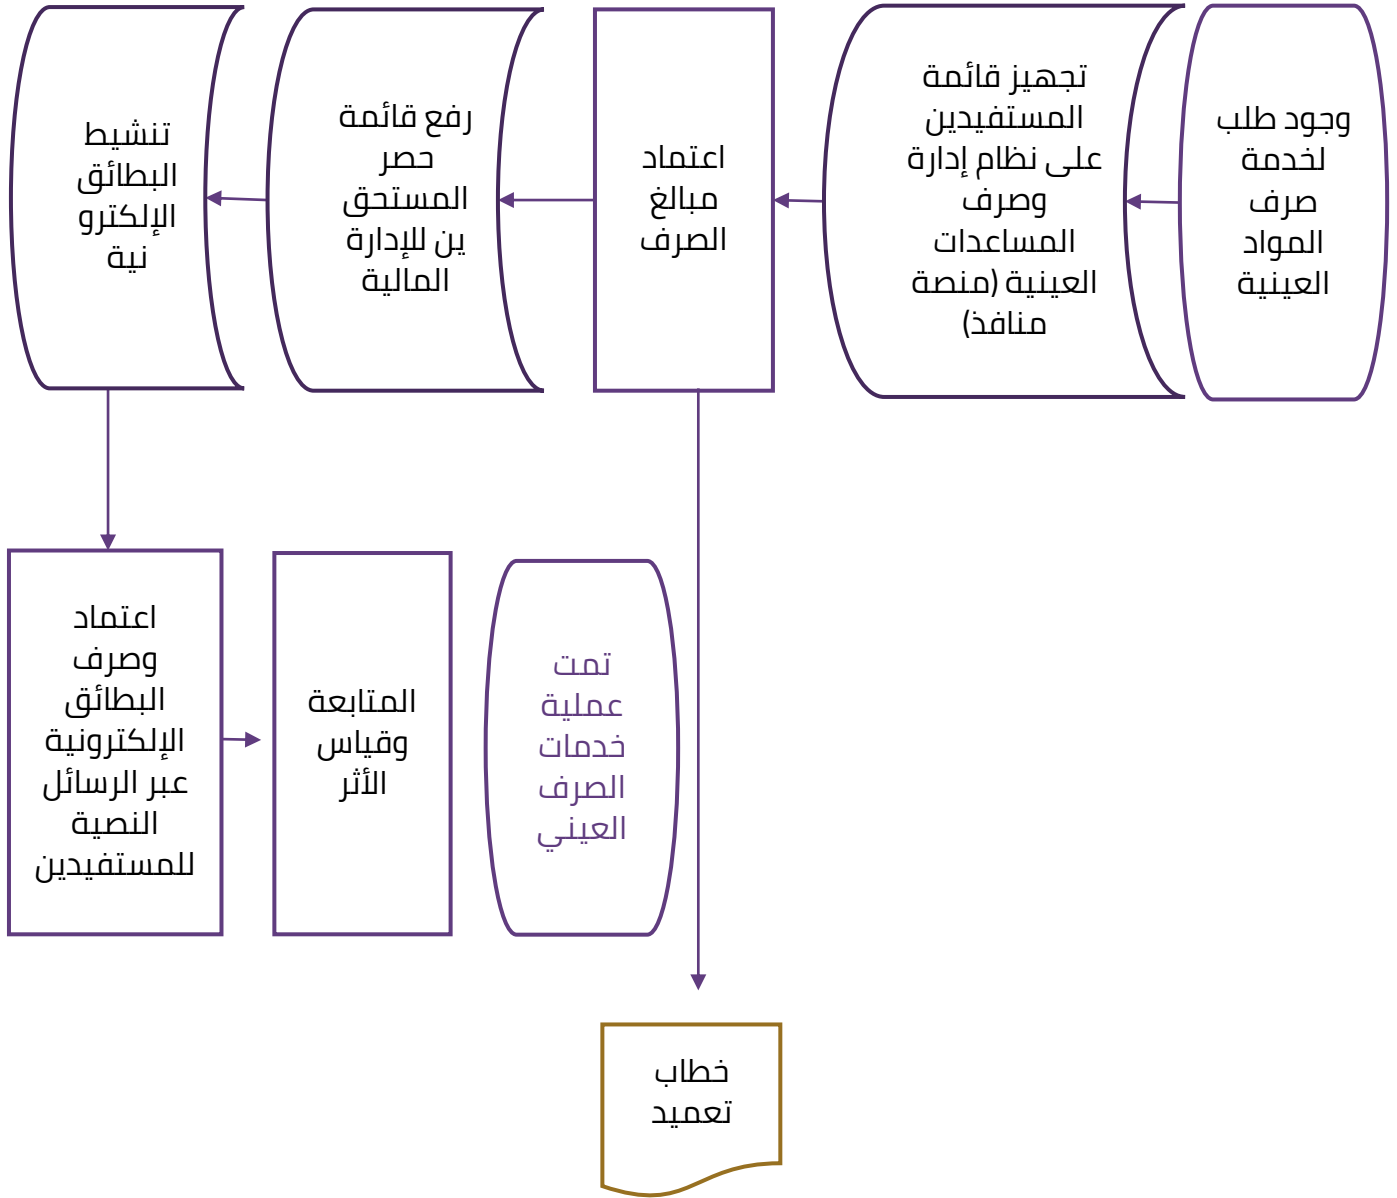 وجود طلب
لخدمة
صرف
المواد
العينية
تجهيز قائمة
المستفيدين
على نظام إدارة
وصرف
المساعدات
العينية (منصة
منافذ)
اعتماد
مبالغ
الصرف
رفع قائمة
حصر
المستحق
ين للإدارة
المالية
تنشيط
البطائق
الإلكترو
نية
اعتماد
وصرف
البطائق
الإلكترونية
عبر الرسائل
النصية
للمستفيدين
المتابعة
وقياس
الأثر
تمت
عملية
خدمات
الصرف
العيني
خطاب
تعميد